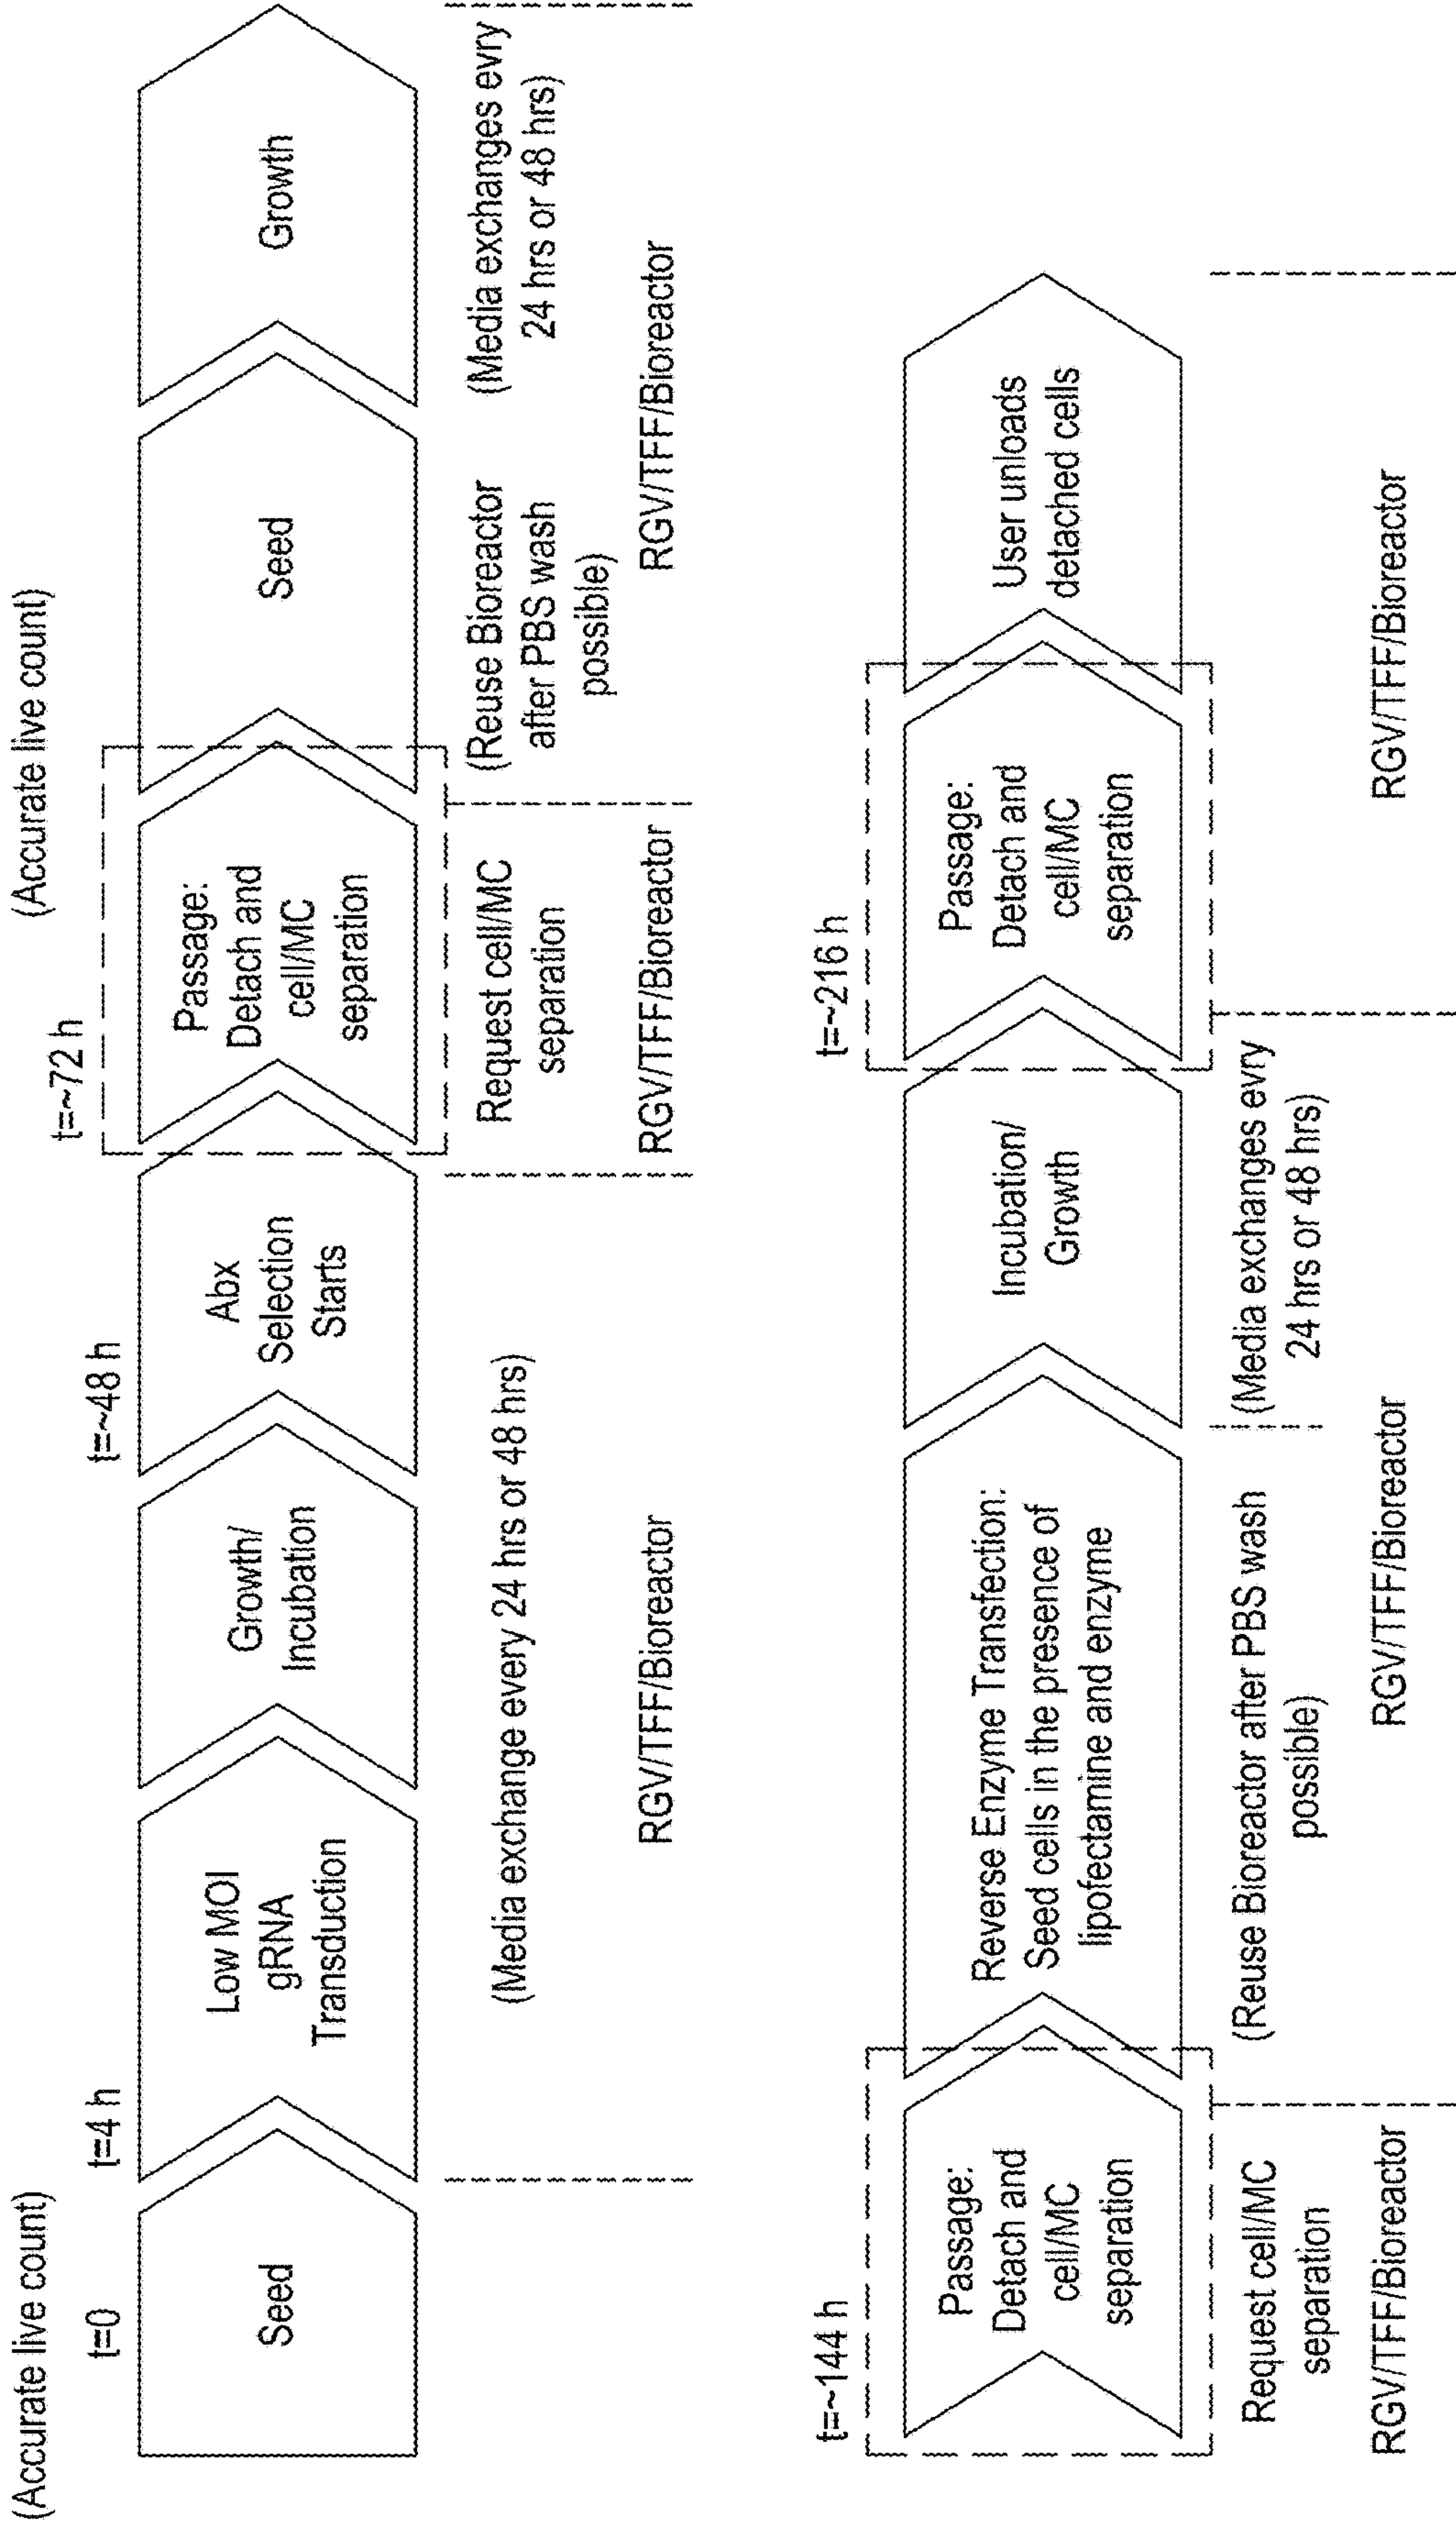 (Accurate live count)
(Accurate live count)
t=0
t=4 h
t=~48 h
t=~72 h
Seed
Low MOI
gRNA
Transduction
Growth/
Incubation
Abx
Selection
Starts
Passage:
Detach and
cell/MC
separation
Seed
Growth
(Media exchange every 24 hrs or 48 hrs)
Request cell/MC
separation
(Reuse Bioreactor
after PBS wash
possible)
(Media exchanges evry
24 hrs or 48 hrs)
RGV/TFF/Bioreactor
RGV/TFF/Bioreactor
RGV/TFF/Bioreactor
t=~144 h
t=~216 h
Passage:
Detach and
cell/MC
separation
Reverse Enzyme Transfection:
Seed cells in the presence of
lipofectamine and enzyme
Incubation/
Growth
Passage:
Detach and
cell/MC
separation
User unloads
detached cells
Request cell/MC
separation
(Reuse Bioreactor after PBS wash
possible)
(Media exchanges evry
24 hrs or 48 hrs)
RGV/TFF/Bioreactor
RGV/TFF/Bioreactor
RGV/TFF/Bioreactor